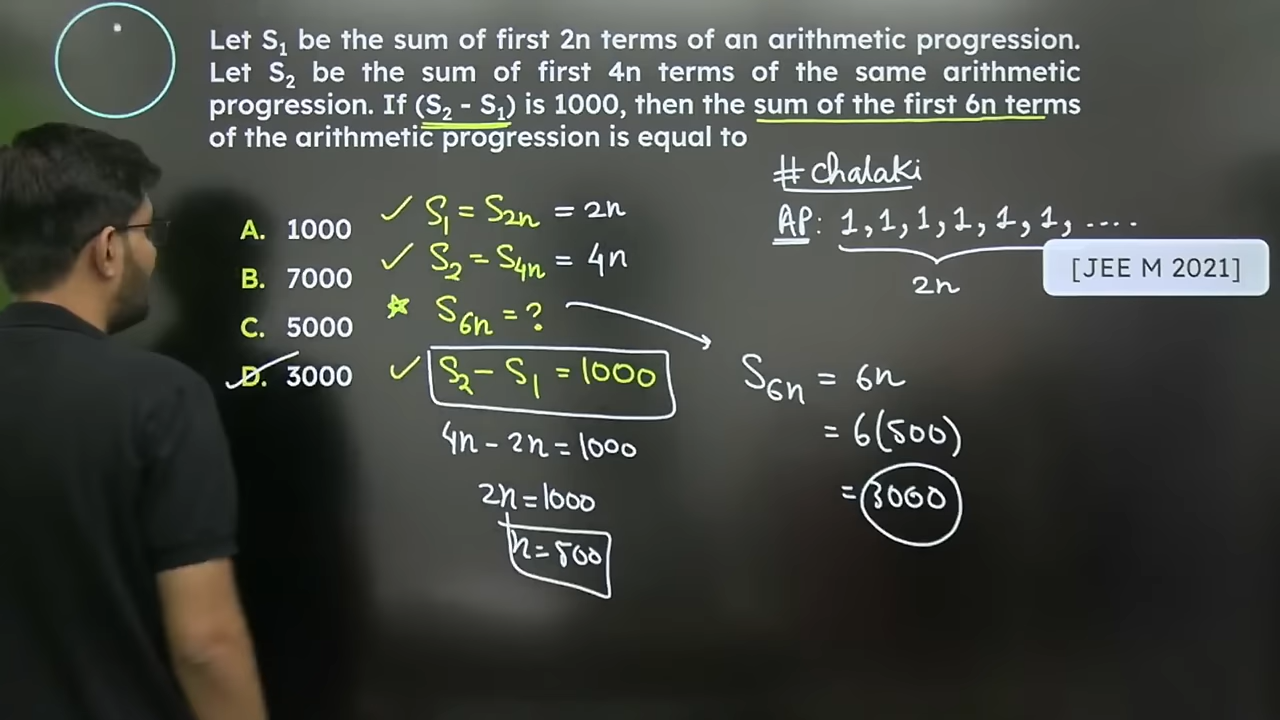 Let S₁ be the sum of first 2n terms of an arithmetic progression.
Let S₂ be the sum of first 4n terms of the same arithmetic
progression. If (S₂ - S₁) is 1000, then the sum of the first 6n terms
of the arithmetic progression is equal to
# chalaki
AP: 1, 1, 1, 1, 1, 1, ....
2n
[JEE M 2021]
A. 1000
B. 7000
C. 5000
D. 3000
✓ S₁ = S₂ₙ = 2n
✓ S₂ = S₄ₙ = 4n
★ S₆ₙ = ?
✓ S₂ - S₁ = 1000
4n - 2n = 1000
2n = 1000
n = 500
S₆ₙ = 6n
= 6(500)
= 3000